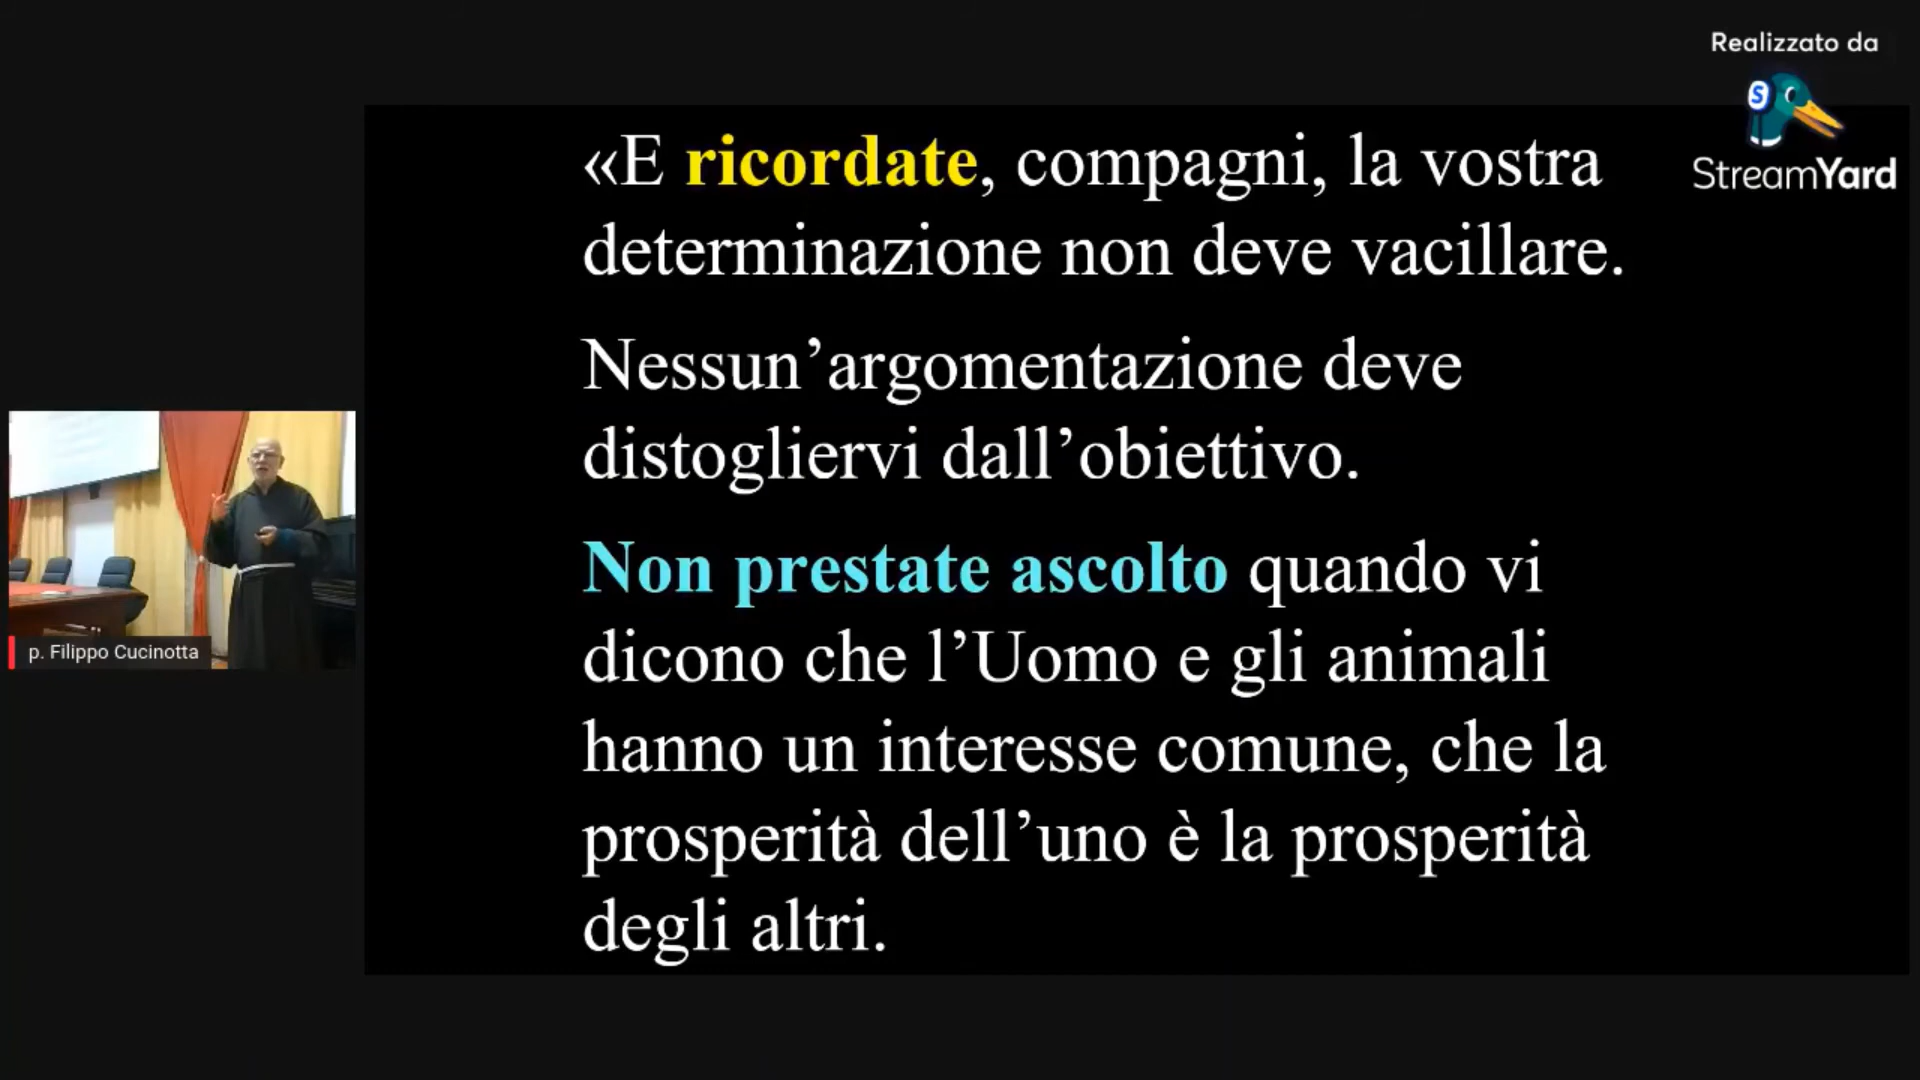 Realizzato da
StreamYard
«E ricordate, compagni, la vostra
determinazione non deve vacillare.
Nessun’argomentazione deve
distogliervi dall’obiettivo.
Non prestate ascolto quando vi
dicono che l’Uomo e gli animali
hanno un interesse comune, che la
prosperità dell’uno è la prosperità
degli altri.
p. Filippo Cucinotta